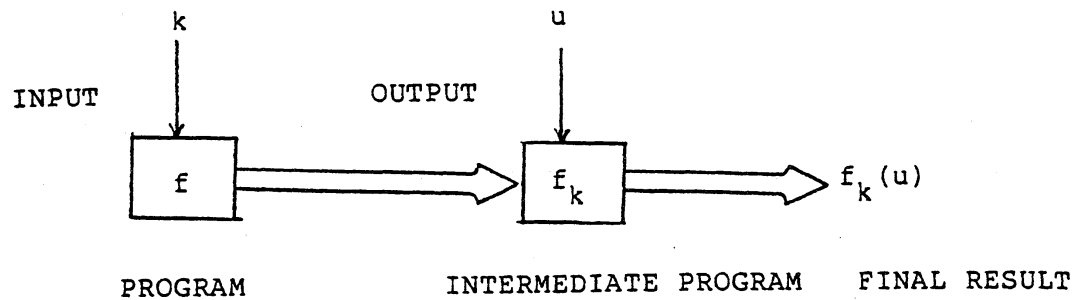 k u
INPUT OUTPUT
f f_k f_k(u)
PROGRAM INTERMEDIATE PROGRAM FINAL RESULT